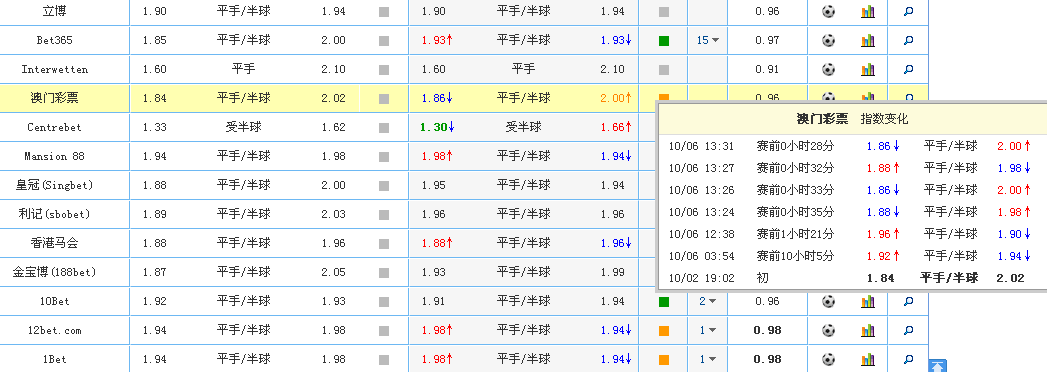 立博 1.90 平手/半球 1.94 1.90 平手/半球 1.94 0.96
Bet365 1.85 平手/半球 2.00 1.93↑ 平手/半球 1.93↓ 15 0.97
Interwetten 1.60 平手 2.10 1.60 平手 2.10 0.91
澳门彩票 1.84 平手/半球 2.02 1.86↓ 平手/半球 2.00↑ 0.96
Centrebet 1.33 受半球 1.62 1.30↓ 受半球 1.66↑
Mansion 88 1.94 平手/半球 1.98 1.98↑ 平手/半球 1.94↓
皇冠(Singbet) 1.88 平手/半球 2.00 1.95 平手/半球 1.94
利记(sbobet) 1.89 平手/半球 2.03 1.96 平手/半球 1.96
香港马会 1.88 平手/半球 1.96 1.88↑ 平手/半球 1.96↓
金宝博(188bet) 1.87 平手/半球 2.05 1.93 平手/半球 1.99
10Bet 1.92 平手/半球 1.93 1.91 平手/半球 1.94 2 0.96
12bet.com 1.94 平手/半球 1.98 1.98↑ 平手/半球 1.94↓ 1 0.98
1Bet 1.94 平手/半球 1.98 1.98↑ 平手/半球 1.94↓ 1 0.98
澳门彩票 指数变化
10/06 13:31 赛前0小时28分 1.86↓ 平手/半球 2.00↑
10/06 13:27 赛前0小时32分 1.88↑ 平手/半球 1.98↓
10/06 13:26 赛前0小时33分 1.86↓ 平手/半球 2.00↑
10/06 13:24 赛前0小时35分 1.88↓ 平手/半球 1.98↑
10/06 12:38 赛前1小时21分 1.96↑ 平手/半球 1.90↓
10/06 03:54 赛前10小时5分 1.92↑ 平手/半球 1.94↓
10/02 19:02 初 1.84 平手/半球 2.02